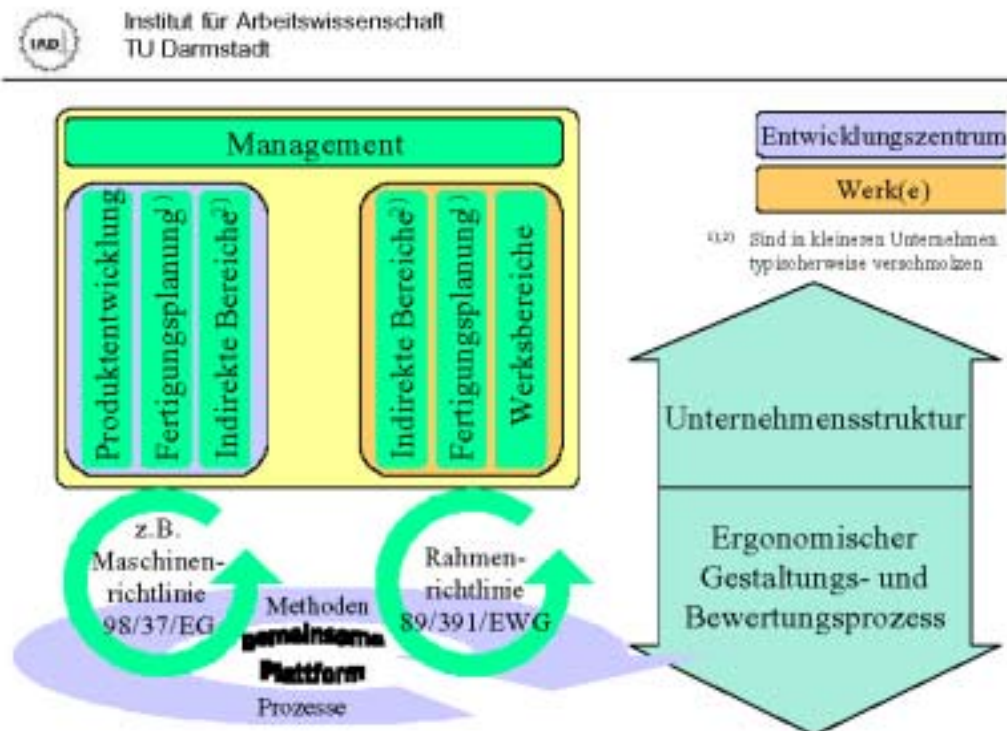 IAD
Institut für Arbeitswissenschaft
TU Darmstadt
Management
Produktentwicklung
Fertigungsplanung1)
Indirekte Bereiche2)
Indirekte Bereiche2)
Fertigungsplanung1)
Werksbereiche
Entwicklungszentrum
Werk(e)
1),2) Sind in kleineren Unternehmen
typischerweise verschmolzen
Unternehmensstruktur
Ergonomischer
Gestaltungs- und
Bewertungsprozess
z.B.
Maschinen-
richtlinie
98/37/EG
Rahmen-
richtlinie
89/391/EWG
Methoden
gemeinsame
Plattform
Prozesse